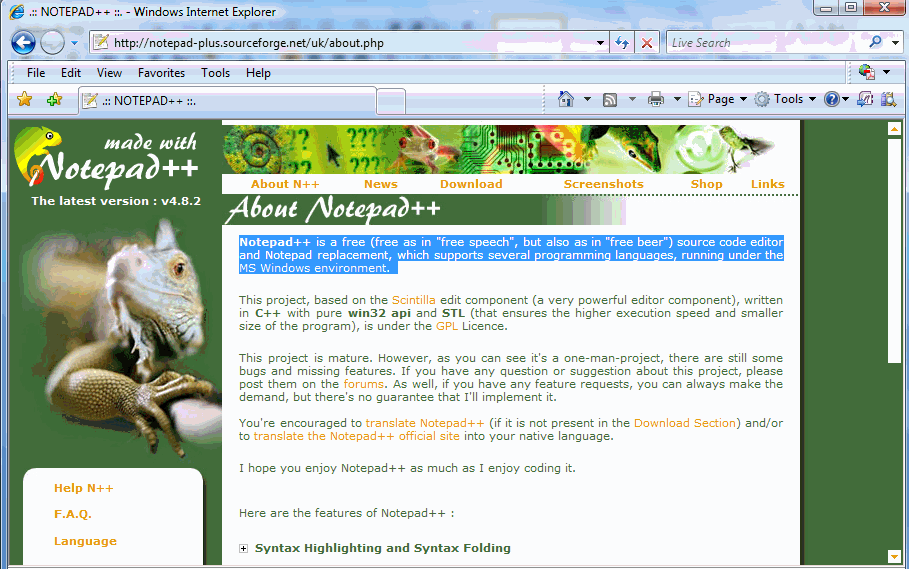 .:: NOTEPAD++ ::. - Windows Internet Explorer
http://notepad-plus.sourceforge.net/uk/about.php
Live Search
File Edit View Favorites Tools Help
.:: NOTEPAD++ ::.
Page Tools
made with
Notepad++
The latest version : v4.8.2
?? ???? ????
About N++ News Download Screenshots Shop Links
About Notepad++
Notepad++ is a free (free as in "free speech", but also as in "free beer") source code editor
and Notepad replacement, which supports several programming languages, running under the
MS Windows environment.
This project, based on the Scintilla edit component (a very powerful editor component), written
in C++ with pure win32 api and STL (that ensures the higher execution speed and smaller
size of the program), is under the GPL Licence.
This project is mature. However, as you can see it's a one-man-project, there are still some
bugs and missing features. If you have any question or suggestion about this project, please
post them on the forums. As well, if you have any feature requests, you can always make the
demand, but there's no guarantee that I'll implement it.
You're encouraged to translate Notepad++ (if it is not present in the Download Section) and/or
to translate the Notepad++ official site into your native language.
I hope you enjoy Notepad++ as much as I enjoy coding it.
Here are the features of Notepad++ :
Syntax Highlighting and Syntax Folding
Help N++
F.A.Q.
Language